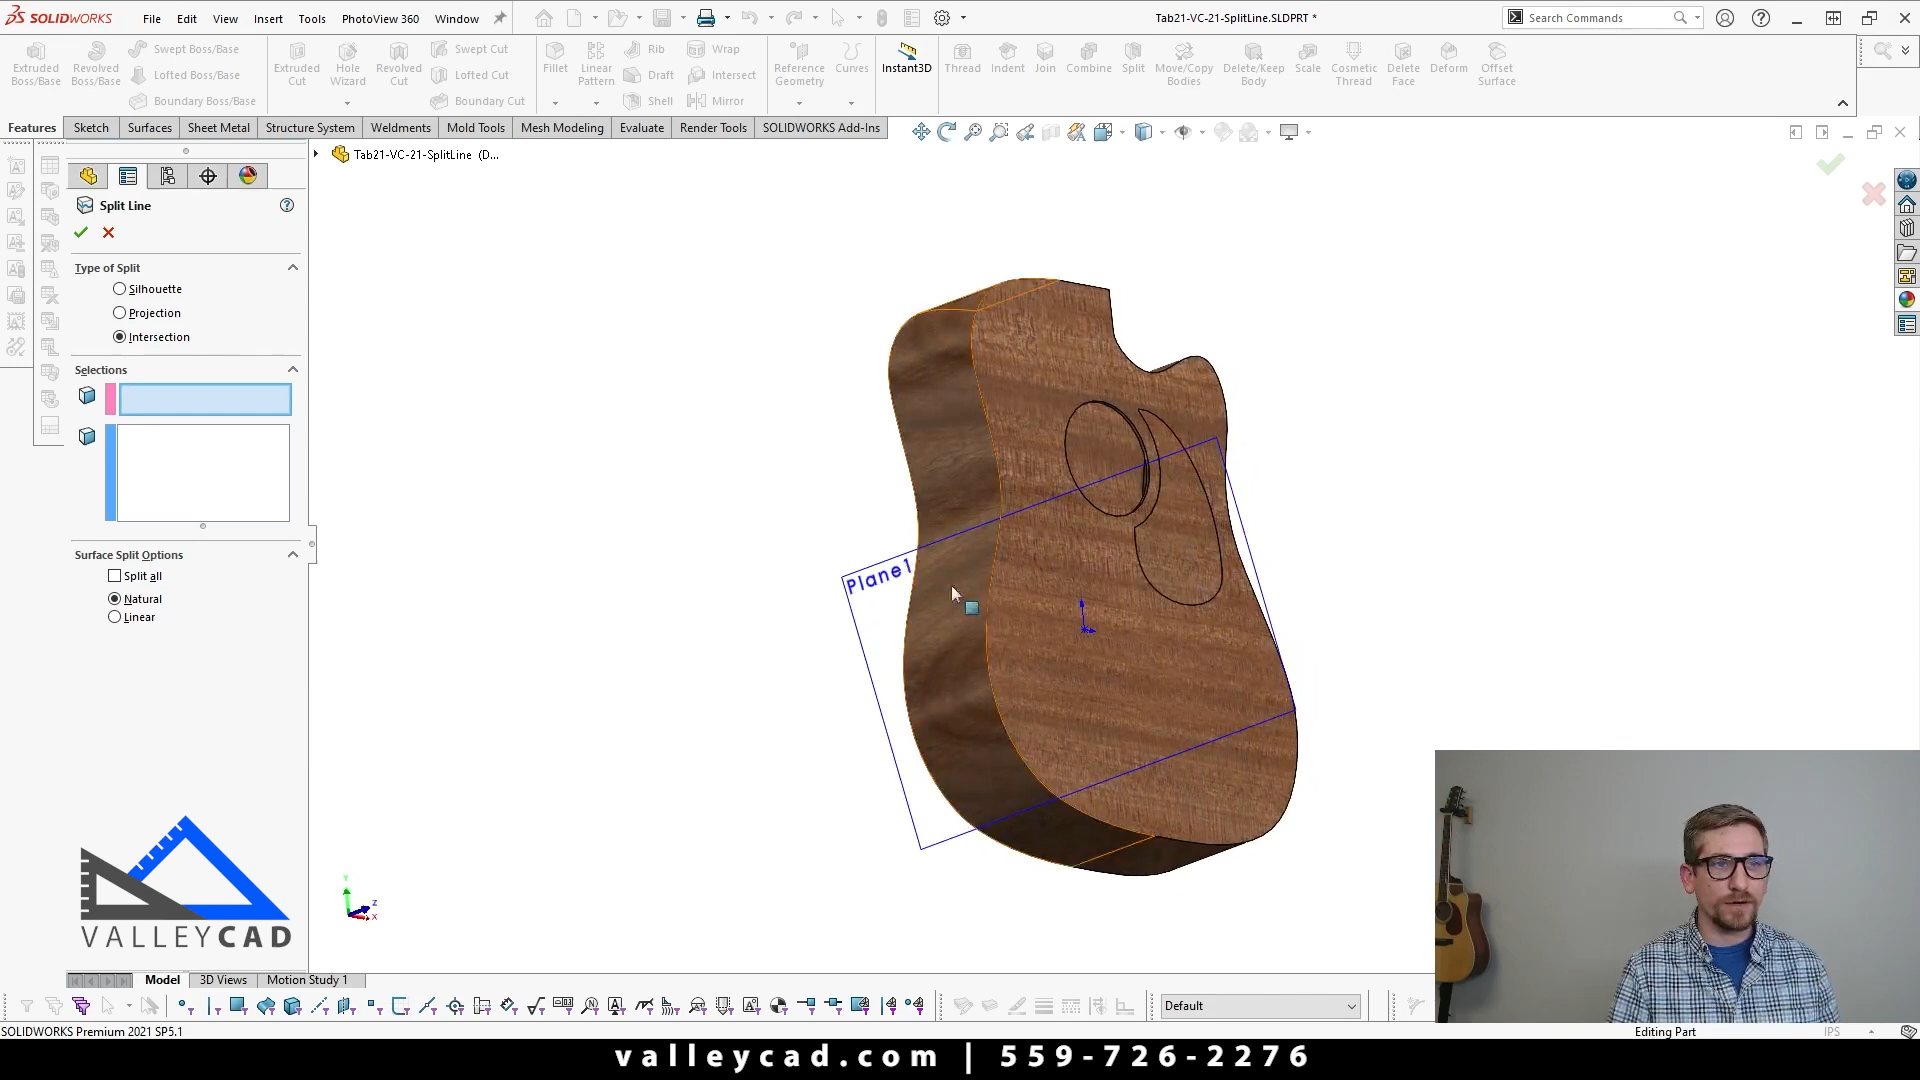 SOLIDWORKS File Edit View Insert Tools PhotoView 360 Window Tab21-VC-21-SplitLine.SLDPRT * Search Commands
Extruded Boss/Base Revolved Boss/Base Swept Boss/Base Lofted Boss/Base Boundary Boss/Base
Extruded Cut Hole Wizard Revolved Cut Swept Cut Lofted Cut Boundary Cut
Fillet Linear Pattern Rib Draft Shell Wrap Intersect Mirror
Reference Geometry Curves Instant3D Thread Indent Join Combine Split Move/Copy Bodies Delete/Keep Body Scale Cosmetic Thread Delete Face Deform Offset Surface
Features Sketch Surfaces Sheet Metal Structure System Weldments Mold Tools Mesh Modeling Evaluate Render Tools SOLIDWORKS Add-Ins
Tab21-VC-21-SplitLine (D...
Split Line
Type of Split
Silhouette
Projection
Intersection
Selections
Surface Split Options
Split all
Natural
Linear
Plane1
Y
Z
X
VALLEYCAD
Model 3D Views Motion Study 1
Default
SOLIDWORKS Premium 2021 SP5.1 Editing Part IPS
valleycad.com | 559-726-2276